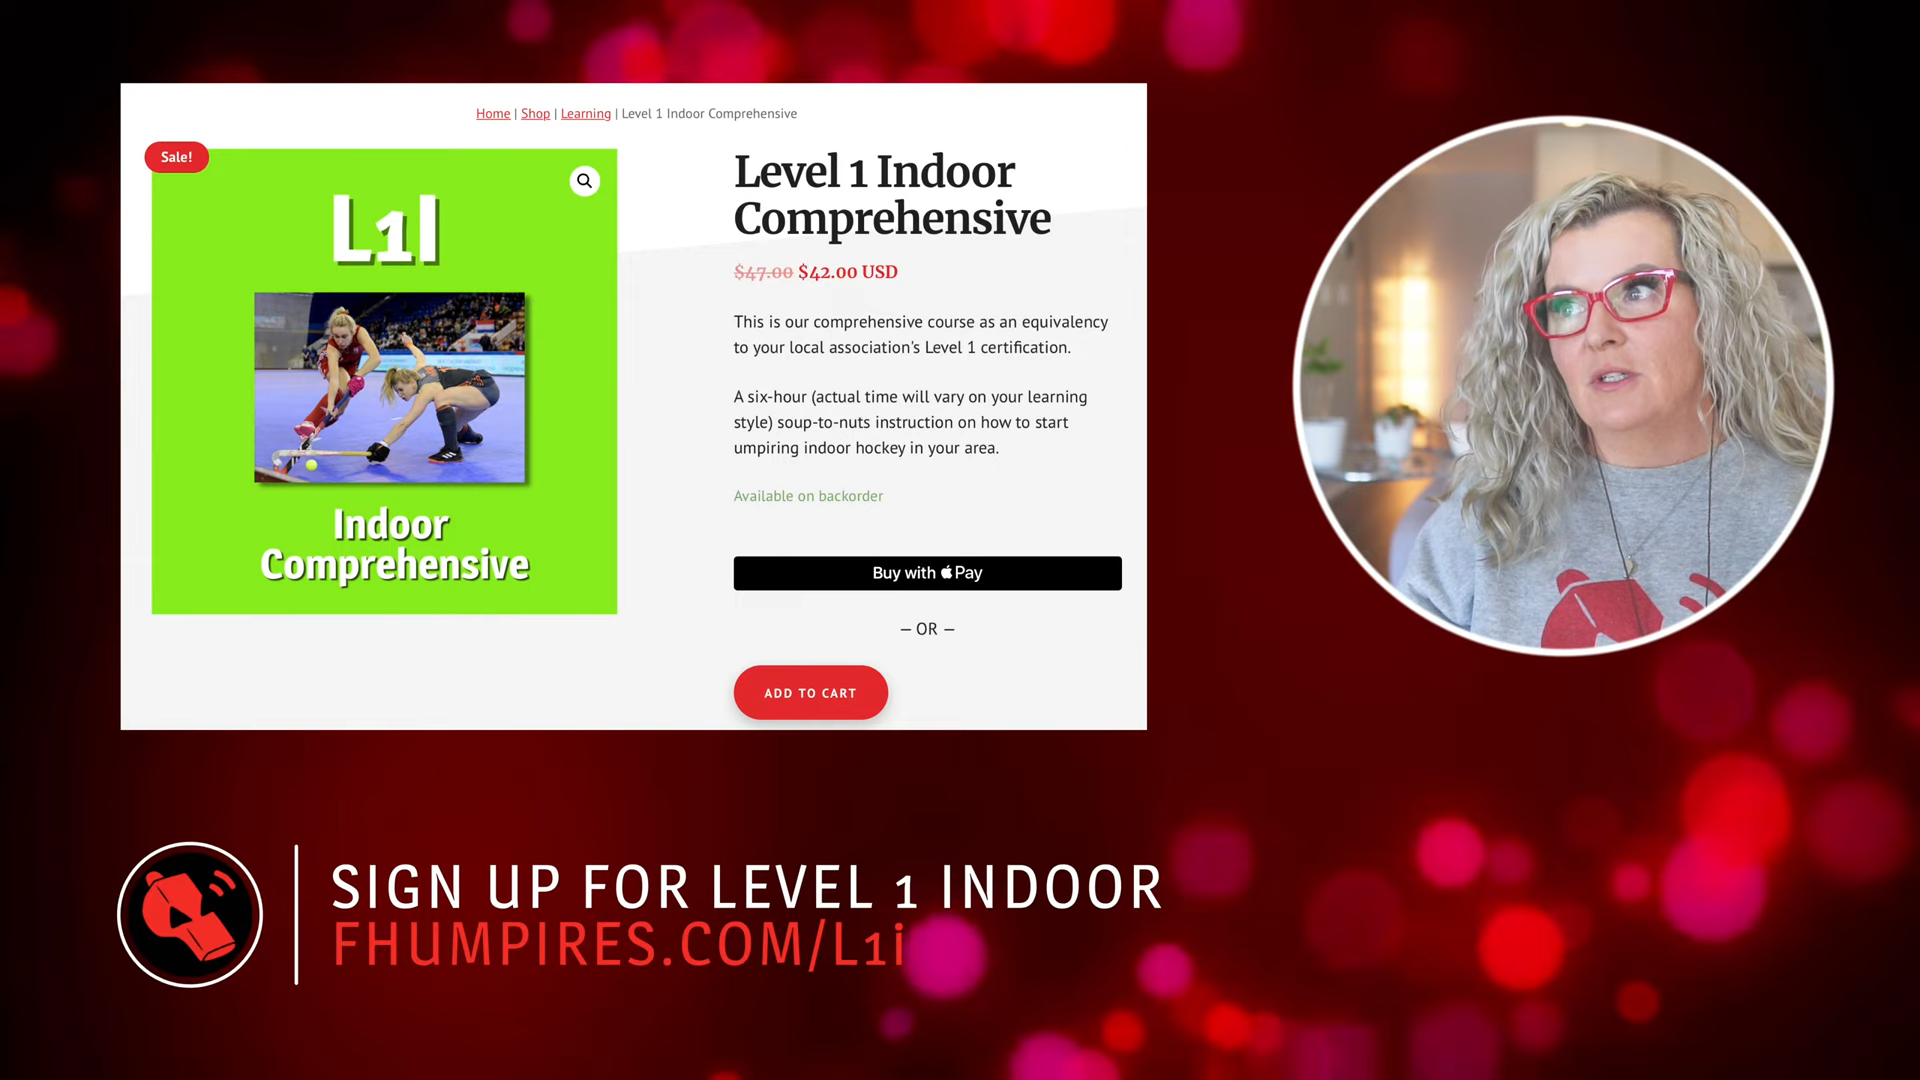 Home | Shop | Learning | Level 1 Indoor Comprehensive
Sale!
L1I
Indoor
Comprehensive
Level 1 Indoor
Comprehensive
$47.00 $42.00 USD
This is our comprehensive course as an equivalency
to your local association's Level 1 certification.
A six-hour (actual time will vary on your learning
style) soup-to-nuts instruction on how to start
umpiring indoor hockey in your area.
Available on backorder
Buy with Pay
— OR —
ADD TO CART
SIGN UP FOR LEVEL 1 INDOOR
FHUMPIRES.COM/L1i